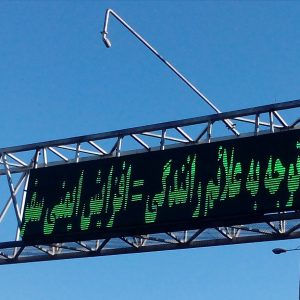 توجه به علائم رانندگی = افزایش ایمنی سفر